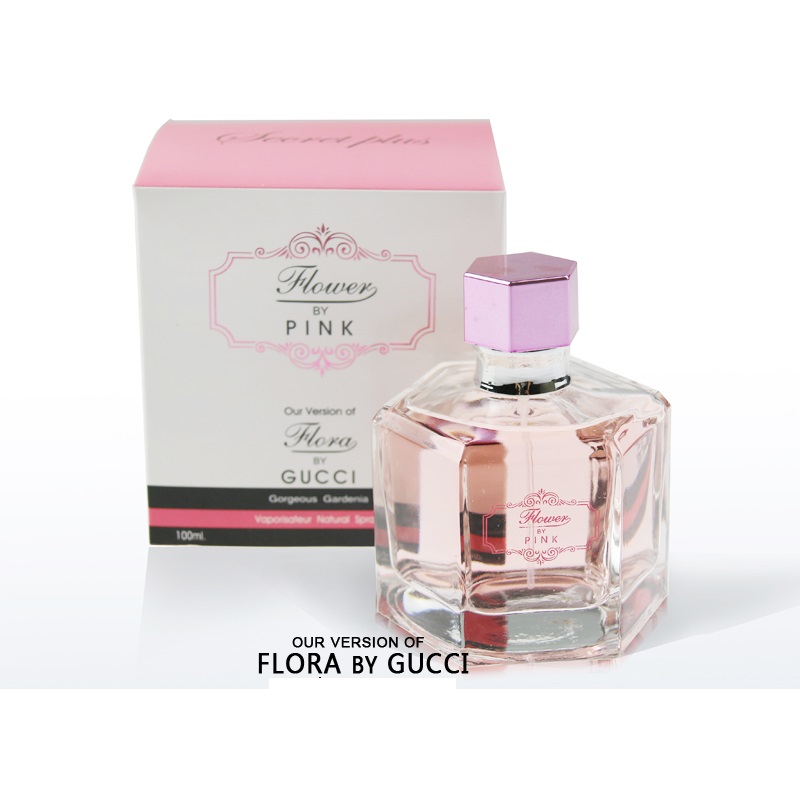 Secret plus
Flower
BY
PINK
Our Version of
Flora
BY
GUCCI
Gorgeous Gardenia
Vaporisateur Natural
100ml.
Flower
BY
PINK
OUR VERSION OF
FLORA BY GUCCI